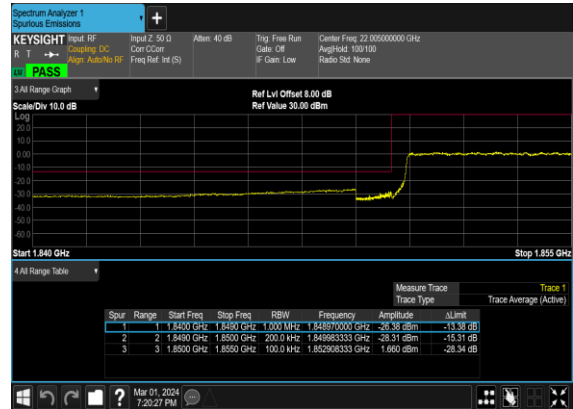 Spectrum Analyzer 1
Spurious Emissions
KEYSIGHT Input: RF Input Z: 50 Ω Atten: 40 dB Trig: Free Run Center Freq: 22.005000000 GHz
R T Coupling: DC Corr CCorr Gate: Off Avg|Hold: 100/100
Align: Auto/No RF Freq Ref: Int (S) IF Gain: Low Radio Std: None
PASS
3 All Range Graph
Ref Lvl Offset 8.00 dB
Scale/Div 10.0 dB Ref Value 30.00 dBm
Log
20.0
10.0
0.00
-10.0
-20.0
-30.0
-40.0
-50.0
-60.0
Start 1.840 GHz Stop 1.855 GHz
4 All Range Table
Measure Trace Trace 1
Trace Type Trace Average (Active)
Spur Range Start Freq Stop Freq RBW Frequency Amplitude ΔLimit
1 1 1.8400 GHz 1.8490 GHz 1.000 MHz 1.848970000 GHz -26.38 dBm -13.38 dB
2 2 1.8490 GHz 1.8500 GHz 200.0 kHz 1.849983333 GHz -28.31 dBm -15.31 dB
3 3 1.8500 GHz 1.8550 GHz 100.0 kHz 1.852908333 GHz 1.660 dBm -28.34 dB
? Mar 01, 2024
7:20:27 PM